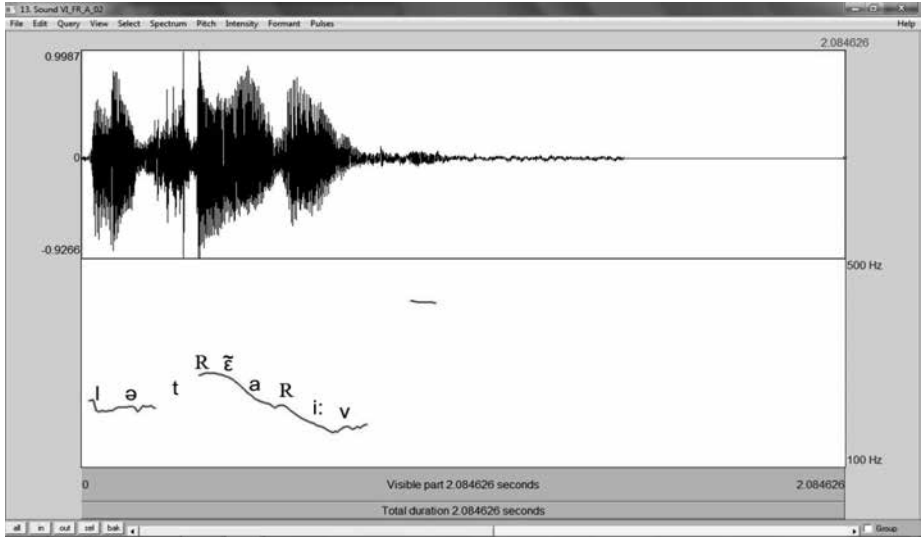 13. Sound VI_FR_A_02
File Edit Query View Select Spectrum Pitch Intensity Formant Pulses Help
2.084626
0.9987
0
-0.9266
500 Hz
R ɛ̃
l ə t a R
i: v
100 Hz
0 Visible part 2.084626 seconds 2.084626
Total duration 2.084626 seconds
all in out sel bak Group